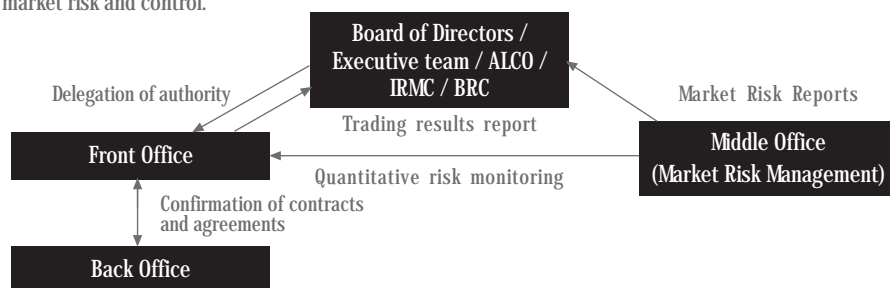 market risk and control.
Board of Directors /
Executive team / ALCO /
IRMC / BRC
Delegation of authority
Market Risk Reports
Trading results report
Front Office
Middle Office
(Market Risk Management)
Quantitative risk monitoring
Confirmation of contracts
and agreements
Back Office